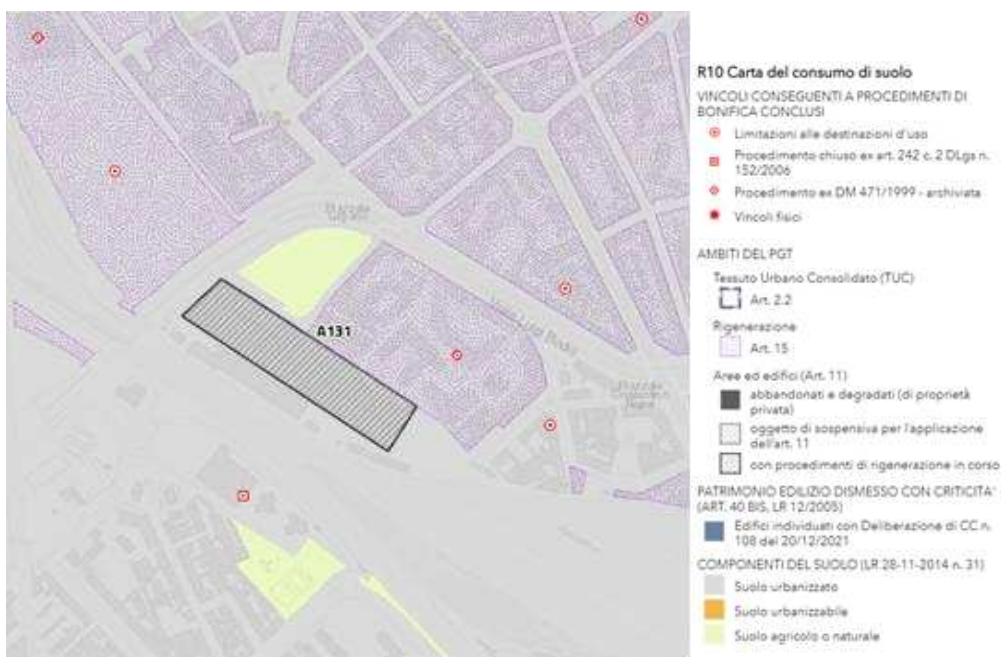 A131
R10 Carta del consumo di suolo
VINCOLI CONSEGUENTI A PROCEDIMENTI DI
BONIFICA CONCLUSI
Limitazioni alle destinazioni d'uso
Procedimento chiuso ex art. 242 c. 2 DLgs n.
152/2006
Procedimento ex DM 471/1999 - archiviata
Vincoli fisici
AMBITI DEL PGT
Tessuto Urbano Consolidato (TUC)
Art. 2.2
Rigenerazione
Art. 15
Aree ed edifici (Art. 11)
abbandonati e degradati (di proprietà
privata)
oggetto di sospensiva per l'applicazione
dell'art. 11
con procedimenti di rigenerazione in corso
PATRIMONIO EDILIZIO DISMESSO CON CRITICITA'
(ART. 40 BIS, LR 12/2005)
Edifici individuati con Deliberazione di CC n.
108 del 20/12/2021
COMPONENTI DEL SUOLO (LR 28-11-2014 n. 31)
Suolo urbanizzato
Suolo urbanizzabile
Suolo agricolo o naturale